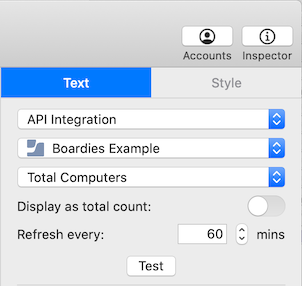 Accounts Inspector
Text Style
API Integration
Boardies Example
Total Computers
Display as total count:
Refresh every: 60 mins
Test